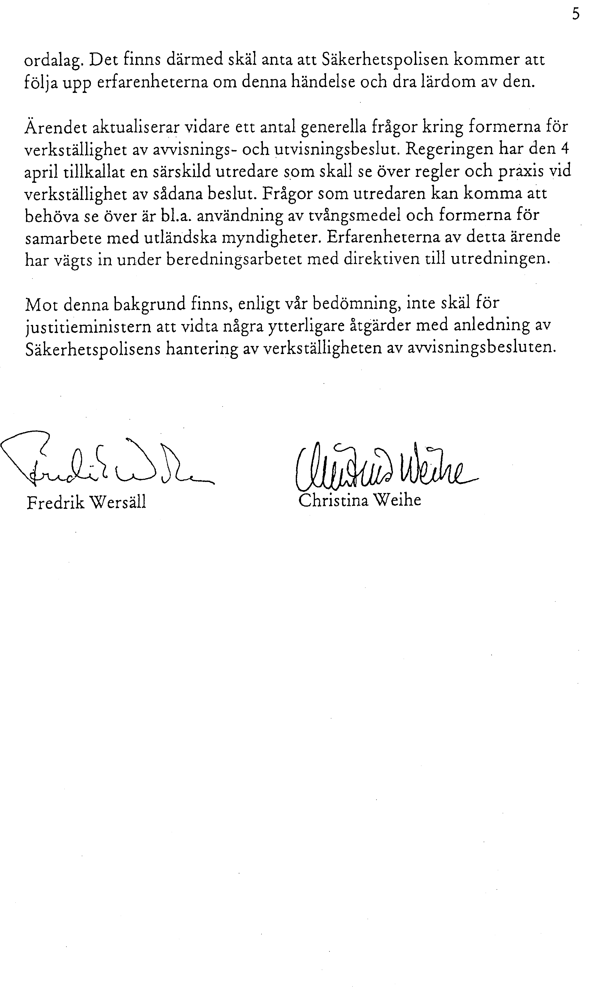 5
ordalag. Det finns därmed skäl anta att Säkerhetspolisen kommer att
följa upp erfarenheterna om denna händelse och dra lärdom av den.
Ärendet aktualiserar vidare ett antal generella frågor kring formerna för
verkställighet av avvisnings- och utvisningsbeslut. Regeringen har den 4
april tillkallat en särskild utredare som skall se över regler och praxis vid
verkställighet av sådana beslut. Frågor som utredaren kan komma att
behöva se över är bl.a. användning av tvångsmedel och formerna för
samarbete med utländska myndigheter. Erfarenheterna av detta ärende
har vägts in under beredningsarbetet med direktiven till utredningen.
Mot denna bakgrund finns, enligt vår bedömning, inte skäl för
justitieministern att vidta några ytterligare åtgärder med anledning av
Säkerhetspolisens hantering av verkställigheten av avvisningsbesluten.
Christina Weihe
Fredrik Wersäll
Christina Weihe